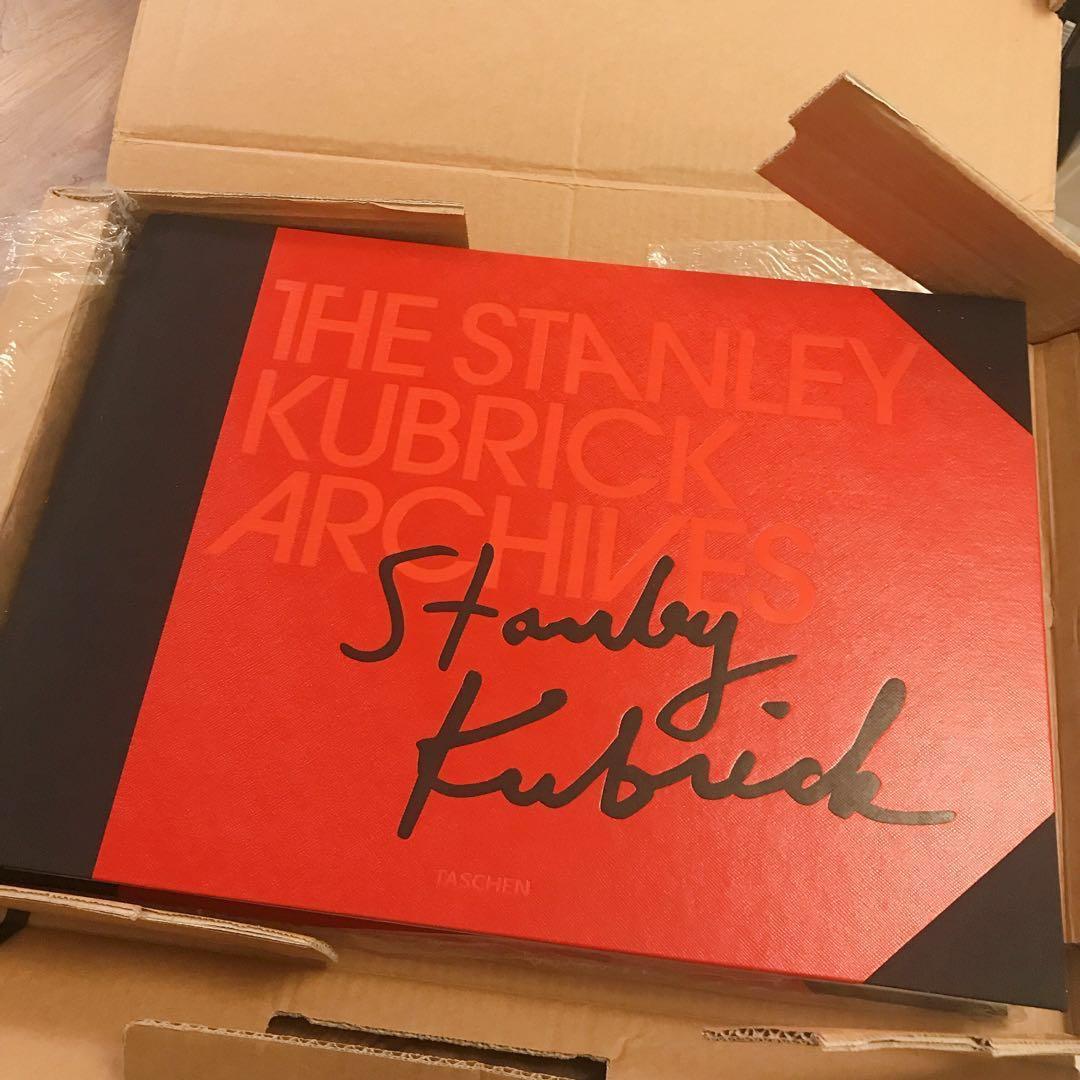 THE STANLEY
KUBRICK
ARCHIVES
Stanley
Kubrick
TASCHEN